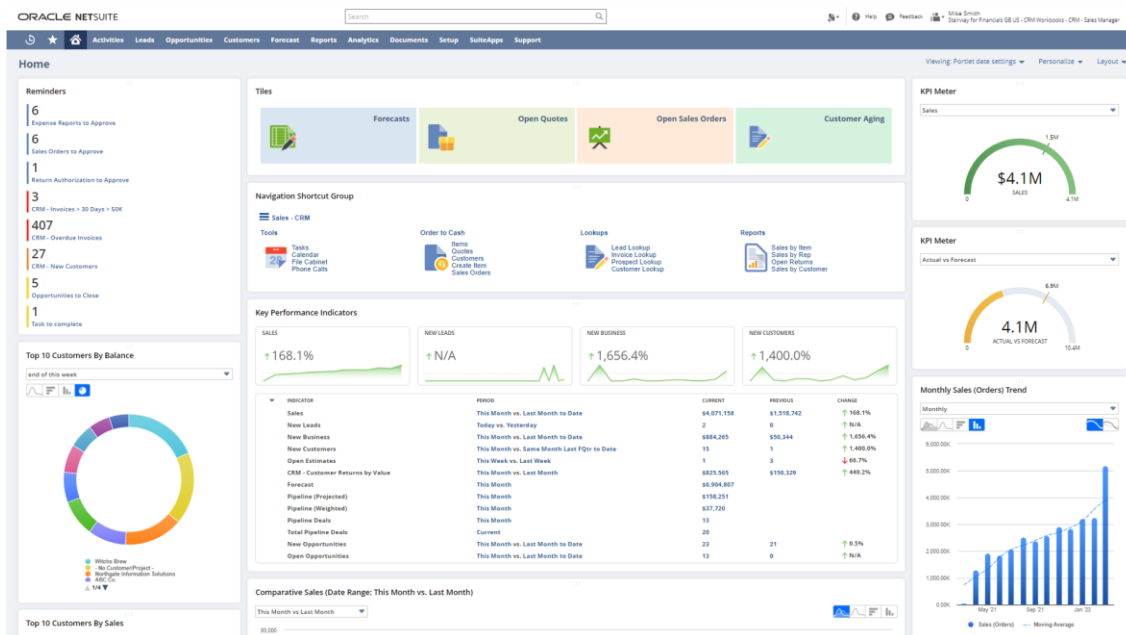 ORACLE NETSUITE
Search
Help
Feedback
Mike Smith
Stairway for Financials GB US - CRM Workbooks - CRM - Sales Manager
Activities Leads Opportunities Customers Forecast Reports Analytics Documents Setup SuiteApps Support
Home
Viewing: Portlet date settings Personalize Layout
Reminders
6
Expense Reports to Approve
6
Sales Orders to Approve
1
Return Authorization to Approve
3
CRM - Invoices > 30 Days > 50K
407
CRM - Overdue Invoices
27
CRM - New Customers
5
Opportunities to Close
1
Task to complete
Top 10 Customers By Balance
end of this week
Witchs Brew
- No Customer/Project -
Northgate Information Solutions
ABC Co.
1/4
Top 10 Customers By Sales
Tiles
Forecasts
Open Quotes
Open Sales Orders
Customer Aging
Navigation Shortcut Group
Sales - CRM
Tools
28
Tasks
Calendar
File Cabinet
Phone Calls
Order to Cash
Items
Quotes
Customers
Create Item
Sales Orders
Lookups
Lead Lookup
Invoice Lookup
Prospect Lookup
Customer Lookup
Reports
Sales by Item
Sales by Rep
Open Returns
Sales by Customer
Key Performance Indicators
SALES
168.1%
NEW LEADS
N/A
NEW BUSINESS
1,656.4%
NEW CUSTOMERS
1,400.0%
INDICATOR PERIOD CURRENT PREVIOUS CHANGE
Sales This Month vs. Last Month to Date $4,071,158 $1,518,742 168.1%
New Leads Today vs. Yesterday 2 0 N/A
New Business This Month vs. Last Month to Date $884,265 $50,344 1,656.4%
New Customers This Month vs. Same Month Last FQtr to Date 15 1 1,400.0%
Open Estimates This Week vs. Last Week 1 3 66.7%
CRM - Customer Returns by Value This Month vs. Last Month $825,565 $150,329 449.2%
Forecast This Month $6,904,807
Pipeline (Projected) This Month $158,251
Pipeline (Weighted) This Month $37,720
Pipeline Deals This Month 13
Total Pipeline Deals Current 20
New Opportunities This Month vs. Last Month to Date 23 21 9.5%
Open Opportunities This Month vs. Last Month to Date 13 0 N/A
Comparative Sales (Date Range: This Month vs. Last Month)
This Month vs Last Month
80,000
KPI Meter
Sales
1.5M
$4.1M
SALES
0
4.1M
KPI Meter
Actual vs Forecast
6.9M
4.1M
ACTUAL VS FORECAST
0
10.4M
Monthly Sales (Orders) Trend
Monthly
6,000.00K
5,000.00K
4,000.00K
3,000.00K
2,000.00K
1,000.00K
0.00K
May '21 Sep '21 Jan '22
Sales (Orders) Moving Average